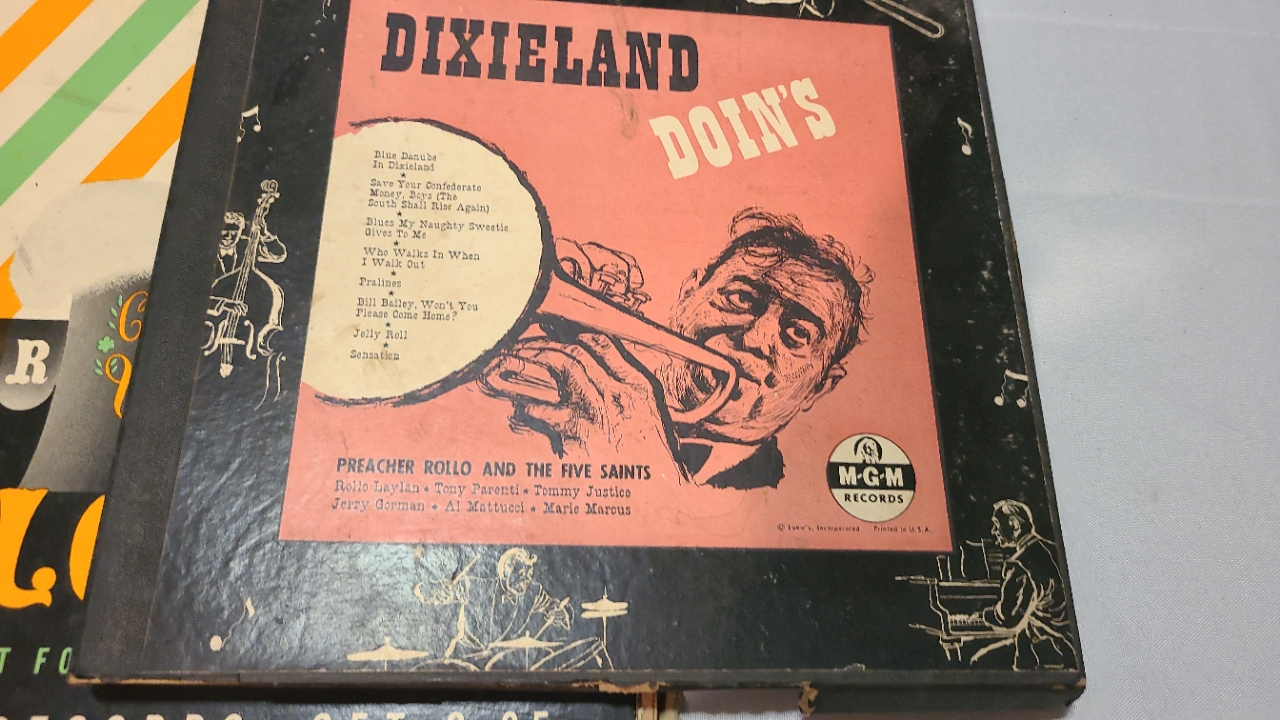 DIXIELAND
DOIN'S
Blue Danube
In Dixieland
Save Your Confederate
Money, Boys (The
South Shall Rise Again)
Blues My Naughty Sweetie
Gives To Me
Who Walks In When
I Walk Out
Pralines
Bill Bailey, Won't You
Please Come Home?
Jelly Roll
Sensation
PREACHER ROLLO AND THE FIVE SAINTS
Rollo Laylan ★ Tony Parenti ★ Tommy Justice
Jerry Gorman ★ Al Mattucci ★ Marie Marcus
M-G-M
RECORDS
© Loew's, Incorporated Printed in U.S.A.
R
T FO